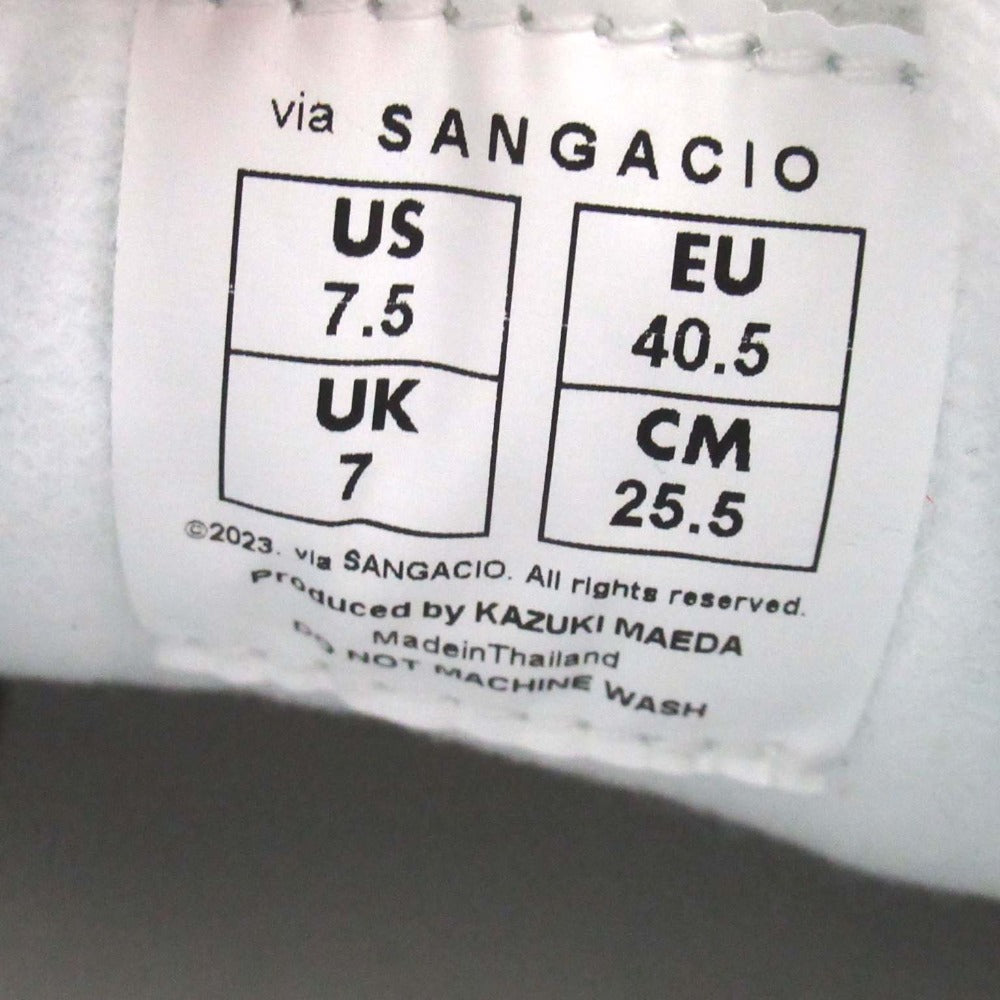 via SANGACIO
US
7.5
UK
7
EU
40.5
CM
25.5
©2023. via SANGACIO. All rights reserved.
Produced by KAZUKI MAEDA
MadeinThailand
DO NOT MACHINE WASH